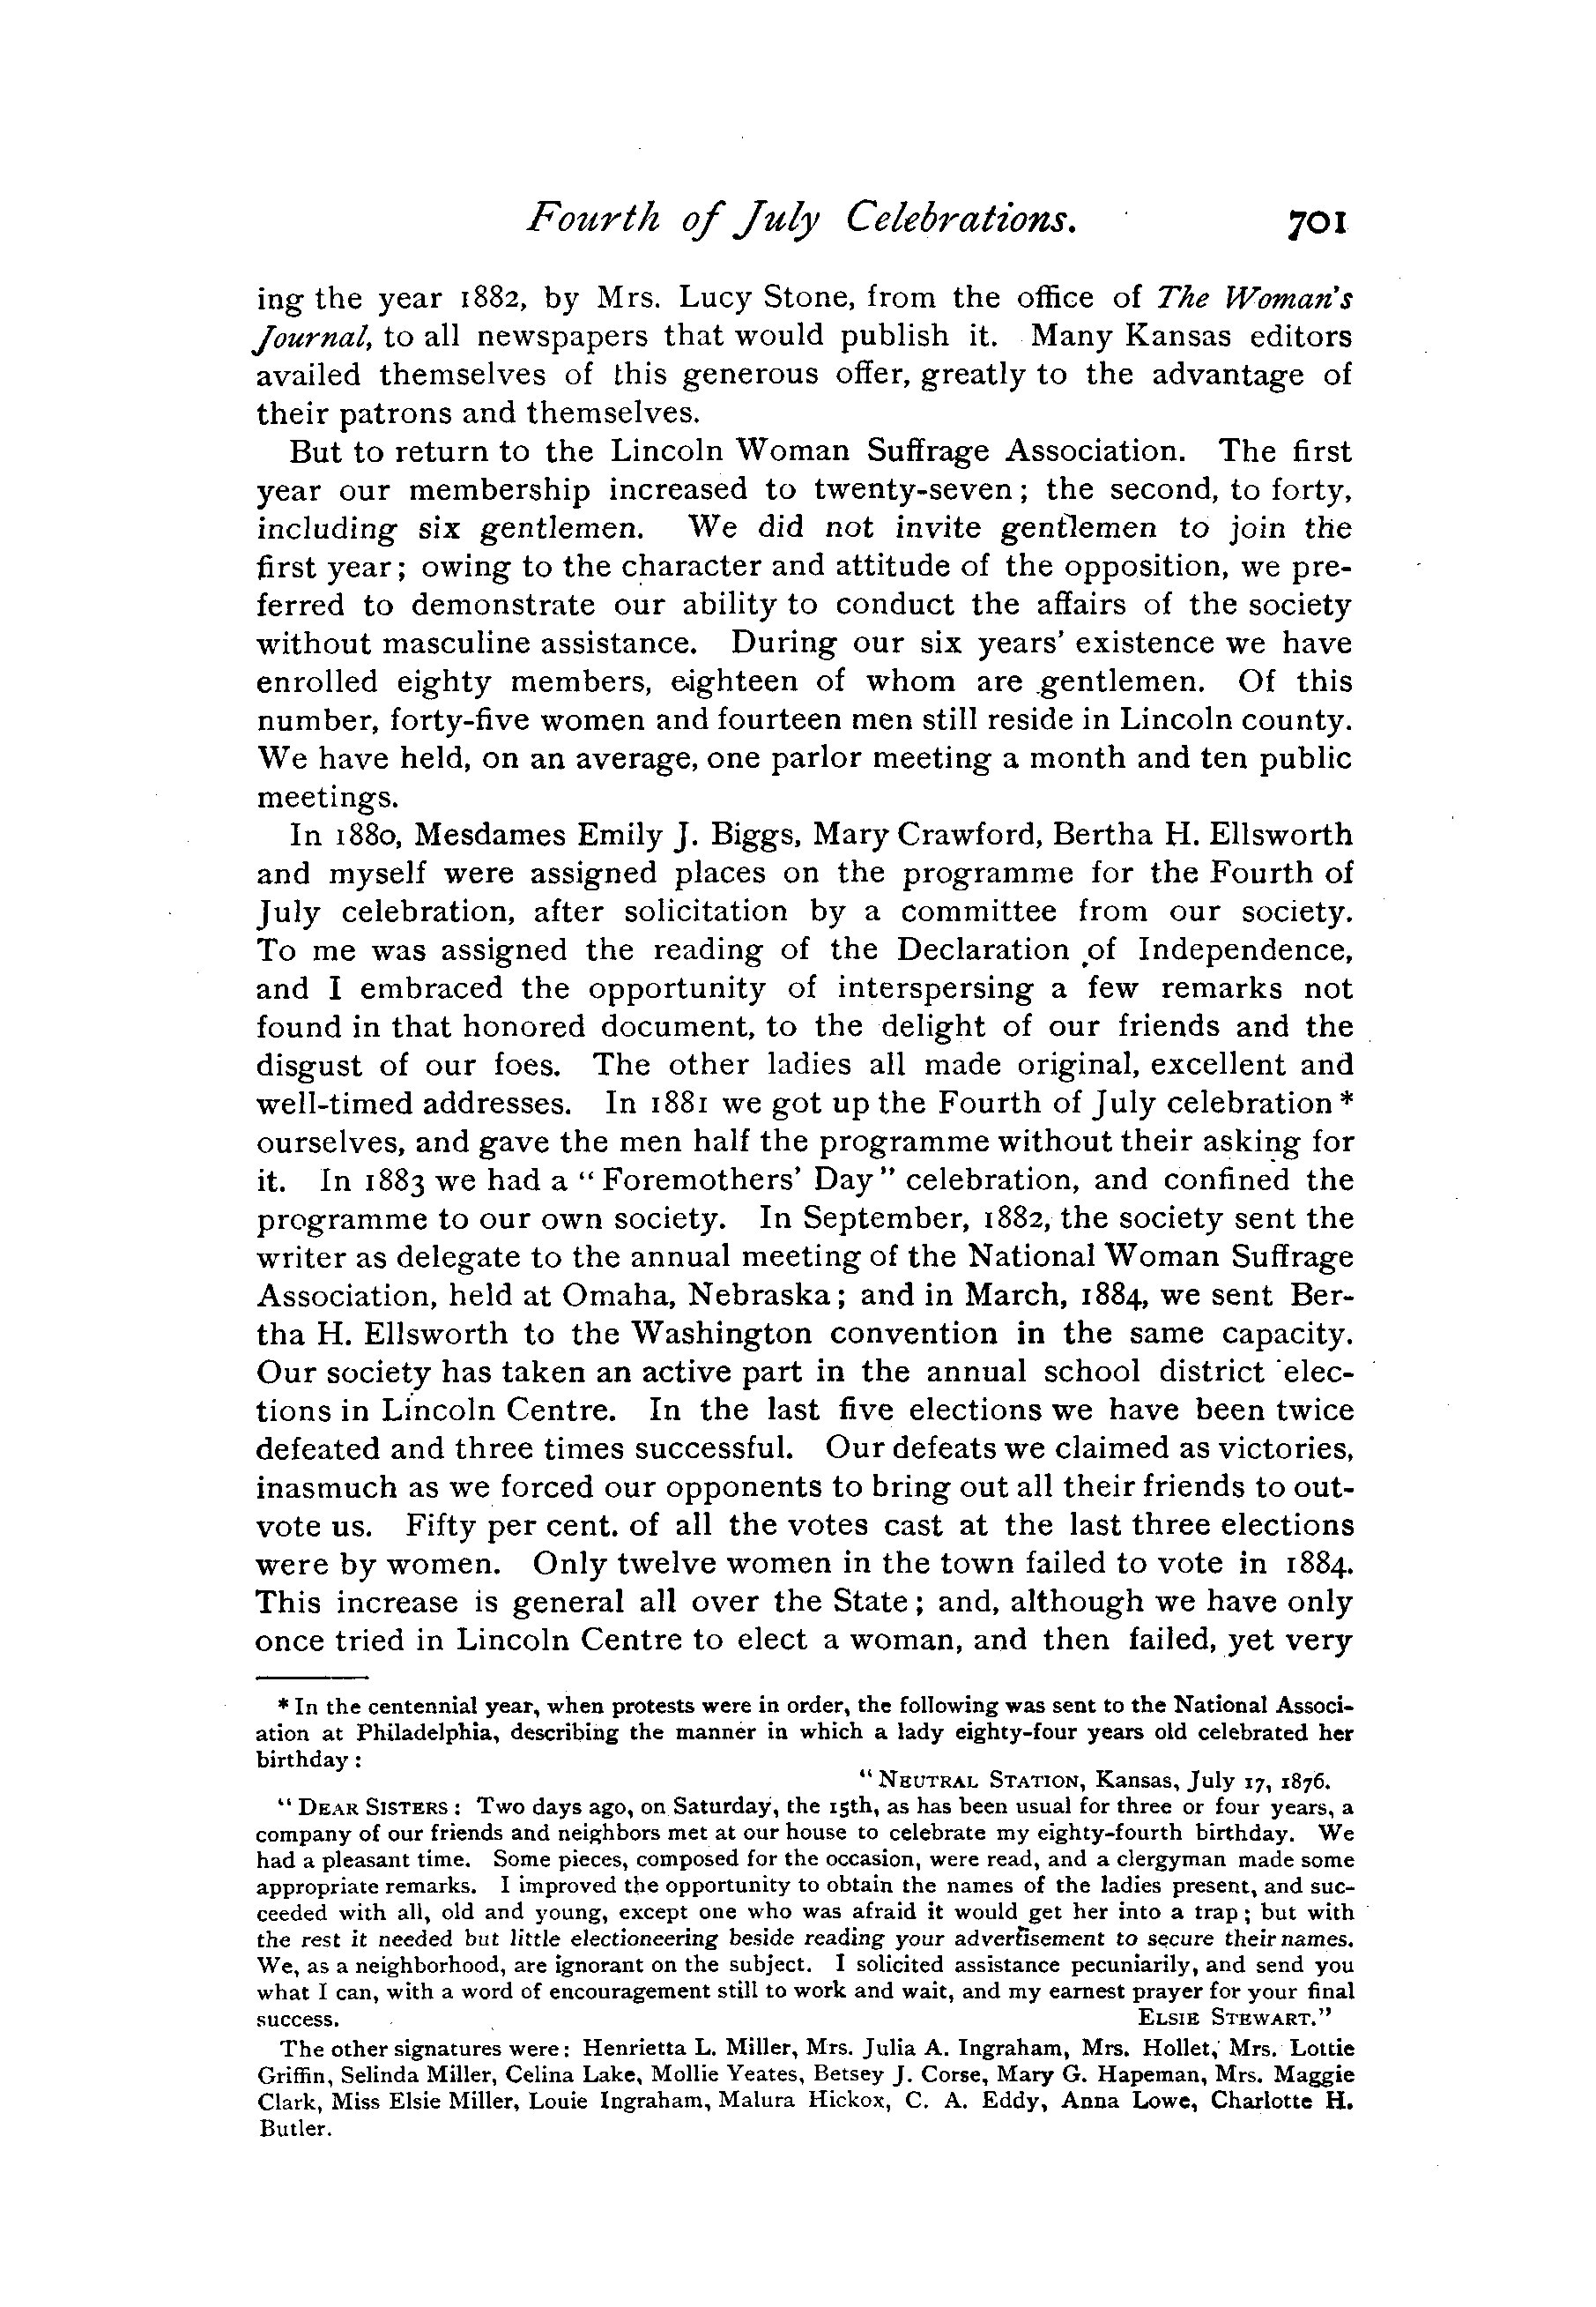 Fourth of July Celebrations. 701
ing the year 1882, by Mrs. Lucy Stone, from the office of The Woman's
Journal, to all newspapers that would publish it. Many Kansas editors
availed themselves of this generous offer, greatly to the advantage of
their patrons and themselves.
But to return to the Lincoln Woman Suffrage Association. The first
year our membership increased to twenty-seven; the second, to forty,
including six gentlemen. We did not invite gentlemen to join the
first year; owing to the character and attitude of the opposition, we pre-
ferred to demonstrate our ability to conduct the affairs of the society
without masculine assistance. During our six years' existence we have
enrolled eighty members, eighteen of whom are gentlemen. Of this
number, forty-five women and fourteen men still reside in Lincoln county.
We have held, on an average, one parlor meeting a month and ten public
meetings.
In 1880, Mesdames Emily J. Biggs, Mary Crawford, Bertha H. Ellsworth
and myself were assigned places on the programme for the Fourth of
July celebration, after solicitation by a committee from our society.
To me was assigned the reading of the Declaration of Independence,
and I embraced the opportunity of interspersing a few remarks not
found in that honored document, to the delight of our friends and the
disgust of our foes. The other ladies all made original, excellent and
well-timed addresses. In 1881 we got up the Fourth of July celebration *
ourselves, and gave the men half the programme without their asking for
it. In 1883 we had a "Foremothers' Day" celebration, and confined the
programme to our own society. In September, 1882, the society sent the
writer as delegate to the annual meeting of the National Woman Suffrage
Association, held at Omaha, Nebraska; and in March, 1884, we sent Ber-
tha H. Ellsworth to the Washington convention in the same capacity.
Our society has taken an active part in the annual school district elec-
tions in Lincoln Centre. In the last five elections we have been twice
defeated and three times successful. Our defeats we claimed as victories,
inasmuch as we forced our opponents to bring out all their friends to out-
vote us. Fifty per cent. of all the votes cast at the last three elections
were by women. Only twelve women in the town failed to vote in 1884.
This increase is general all over the State; and, although we have only
once tried in Lincoln Centre to elect a woman, and then failed, yet very
* In the centennial year, when protests were in order, the following was sent to the National Associ-
ation at Philadelphia, describing the manner in which a lady eighty-four years old celebrated her
birthday:
"NEUTRAL STATION, Kansas, July 17, 1876.
"DEAR SISTERS: Two days ago, on Saturday, the 15th, as has been usual for three or four years, a
company of our friends and neighbors met at our house to celebrate my eighty-fourth birthday. We
had a pleasant time. Some pieces, composed for the occasion, were read, and a clergyman made some
appropriate remarks. I improved the opportunity to obtain the names of the ladies present, and suc-
ceeded with all, old and young, except one who was afraid it would get her into a trap; but with
the rest it needed but little electioneering beside reading your advertisement to secure their names.
We, as a neighborhood, are ignorant on the subject. I solicited assistance pecuniarily, and send you
what I can, with a word of encouragement still to work and wait, and my earnest prayer for your final
success. ELSIE STEWART."
The other signatures were: Henrietta L. Miller, Mrs. Julia A. Ingraham, Mrs. Hollet, Mrs. Lottie
Griffin, Selinda Miller, Celina Lake, Mollie Yeates, Betsey J. Corse, Mary G. Hapeman, Mrs. Maggie
Clark, Miss Elsie Miller, Louie Ingraham, Malura Hickox, C. A. Eddy, Anna Lowe, Charlotte H.
Butler.